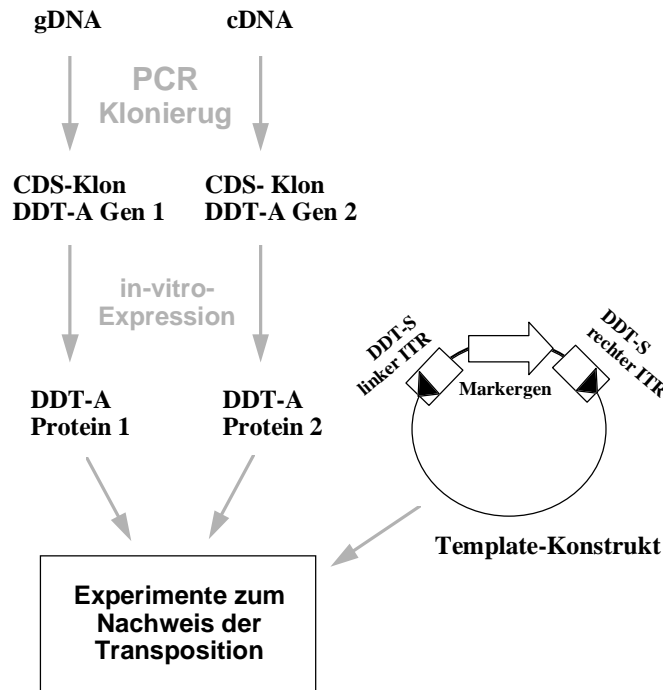 gDNA
cDNA
PCR
Klonierug
CDS-Klon
DDT-A Gen 1
CDS- Klon
DDT-A Gen 2
in-vitro-
Expression
DDT-A
Protein 1
DDT-A
Protein 2
DDT-S
linker ITR
Markergen
DDT-S
rechter ITR
Template-Konstrukt
Experimente zum
Nachweis der
Transposition